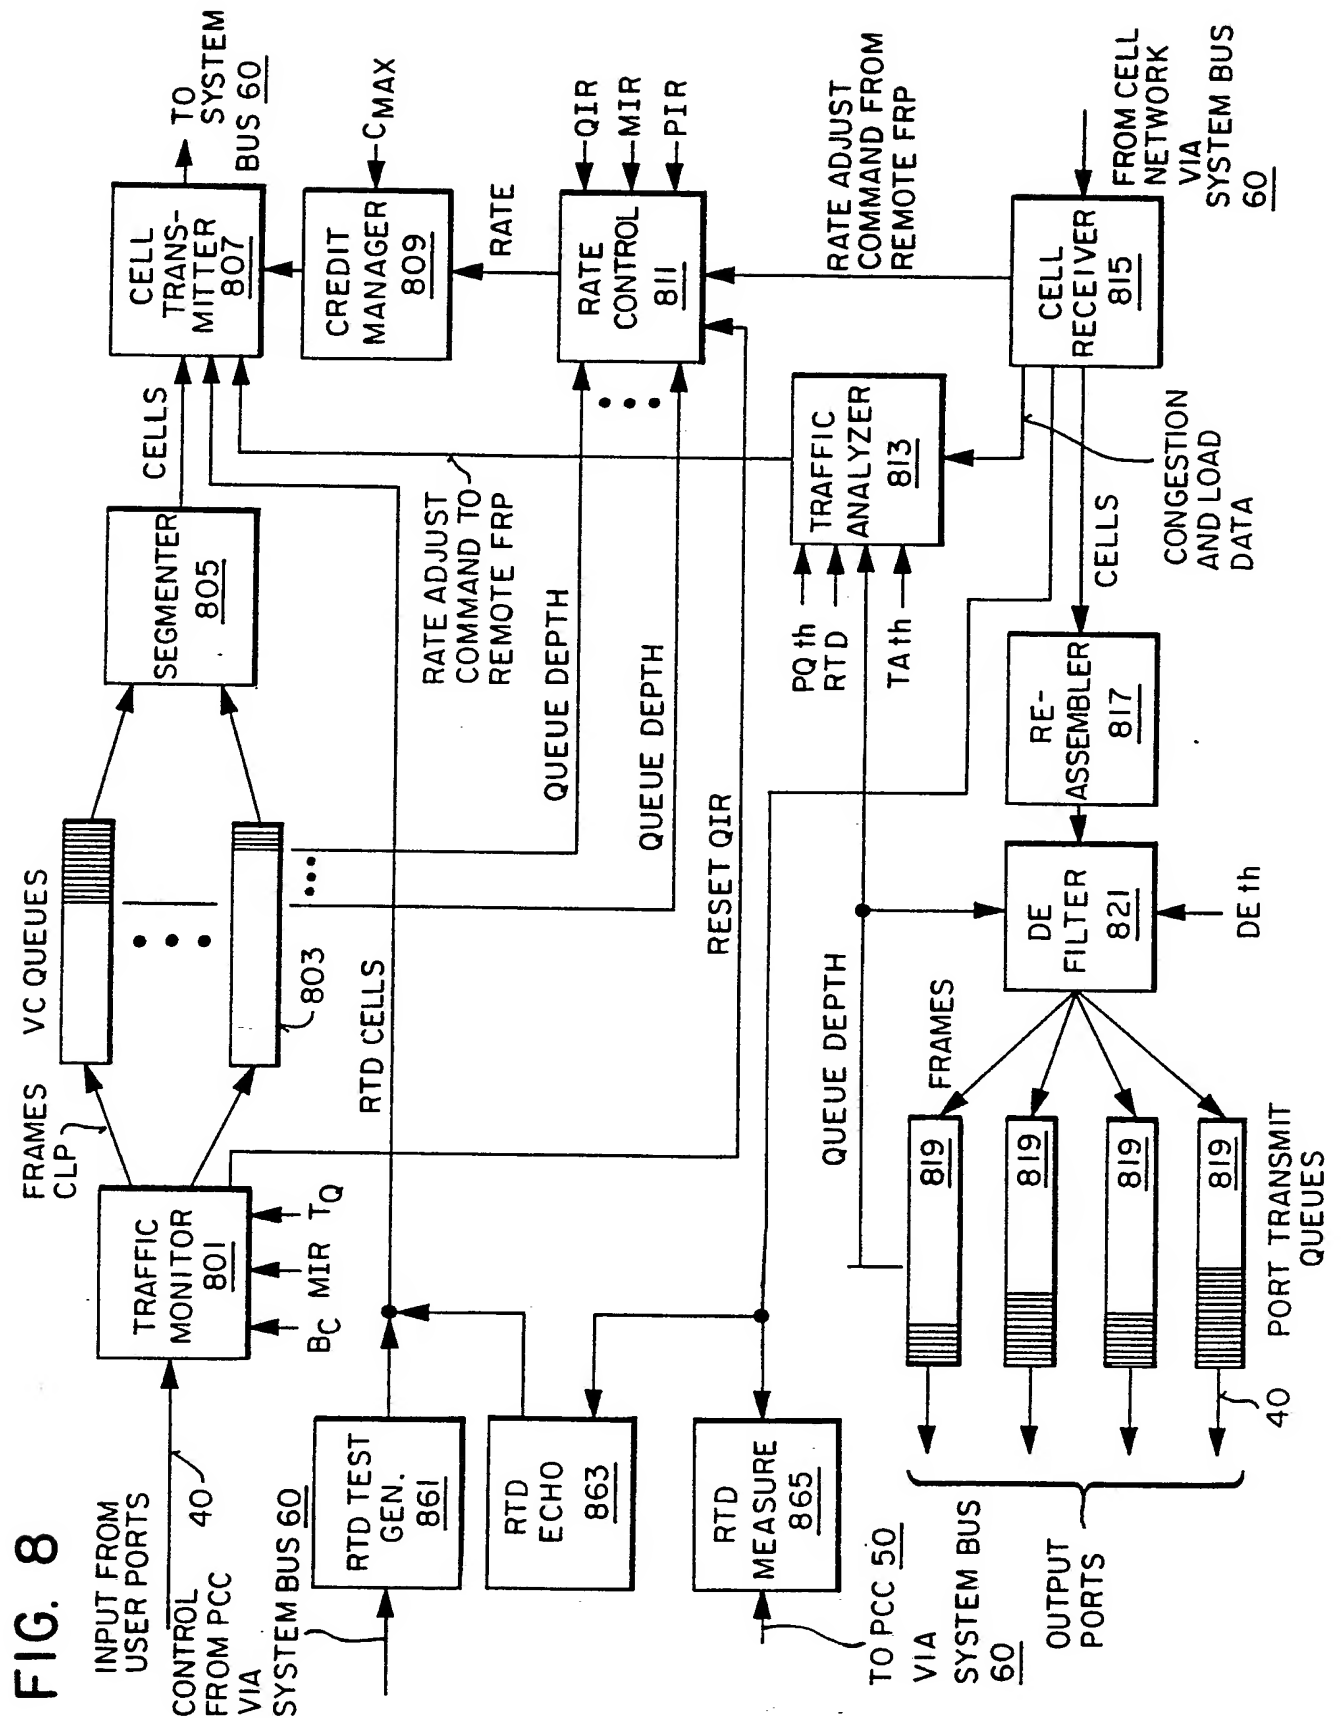 FIG. 8
INPUT FROM
USER PORTS
40
CONTROL
FROM PCC
VIA
SYSTEM BUS 60
TRAFFIC
MONITOR
801
BC
MIR
TQ
FRAMES
CLP
VC QUEUES
803
SEGMENTER
805
CELLS
CELL
TRANS-
MITTER
807
TO
SYSTEM
BUS 60
CREDIT
MANAGER
809
CMAX
RATE
RATE
CONTROL
811
QIR
MIR
PIR
RTD CELLS
RATE ADJUST
COMMAND TO
REMOTE FRP
QUEUE DEPTH
QUEUE DEPTH
RESET QIR
RATE ADJUST
COMMAND FROM
REMOTE FRP
RTD TEST
GEN.
861
RTD
ECHO
863
RTD
MEASURE
865
TO PCC 50
VIA
SYSTEM BUS
60
TRAFFIC
ANALYZER
813
PQth
RTD
TAth
CELL
RECEIVER
815
FROM CELL
NETWORK
VIA
SYSTEM BUS
60
CONGESTION
AND LOAD
DATA
CELLS
RE-
ASSEMBLER
817
DE
FILTER
821
DEth
QUEUE DEPTH
FRAMES
819
819
819
819
PORT TRANSMIT
QUEUES
40
OUTPUT
PORTS